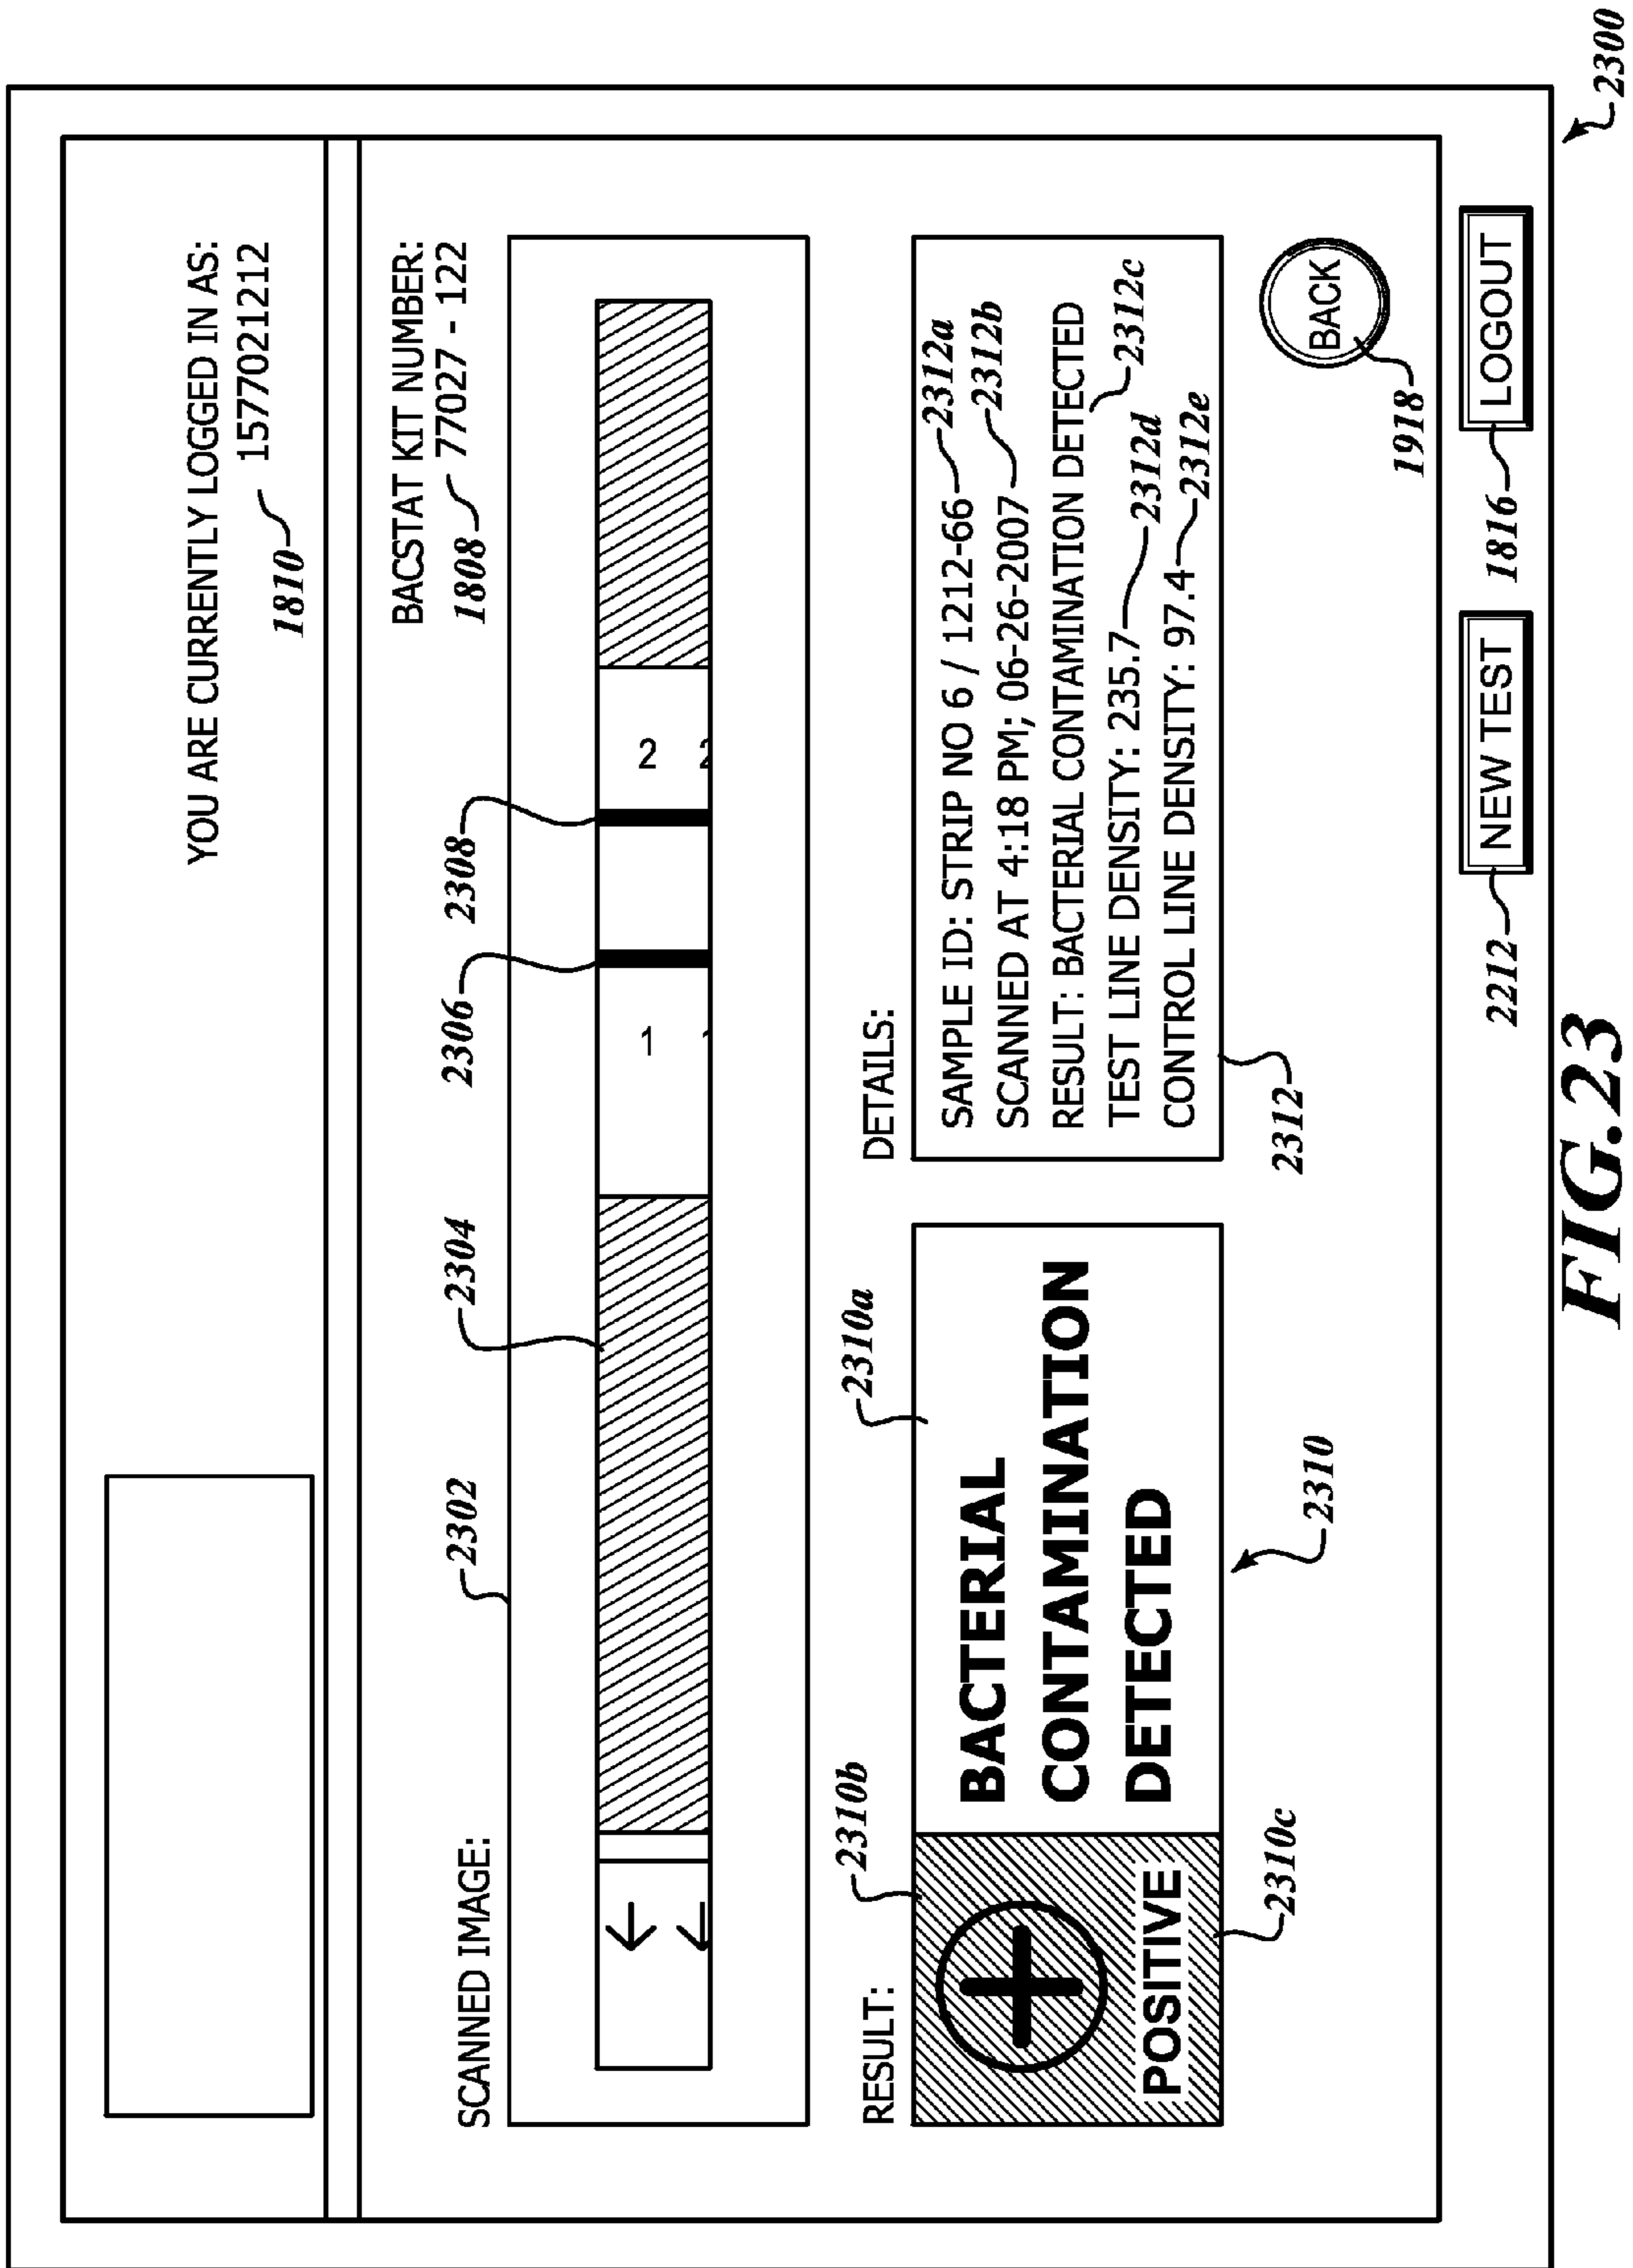 YOU ARE CURRENTLY LOGGED IN AS:
1577021212
1810
SCANNED IMAGE:
2302
2304
2306
2308
BACSTAT KIT NUMBER:
1808 77027 - 122
1 2
1 2
RESULT:
2310b
2310a
POSITIVE
BACTERIAL
CONTAMINATION
DETECTED
2310c
2310
DETAILS:
SAMPLE ID: STRIP NO 6 / 1212-66 2312a
SCANNED AT 4:18 PM; 06-26-2007 2312b
RESULT: BACTERIAL CONTAMINATION DETECTED 2312c
TEST LINE DENSITY: 235.7 2312d
CONTROL LINE DENSITY: 97.4 2312e
2312
BACK
1918
2212 NEW TEST
1816 LOGOUT
2300
FIG.23